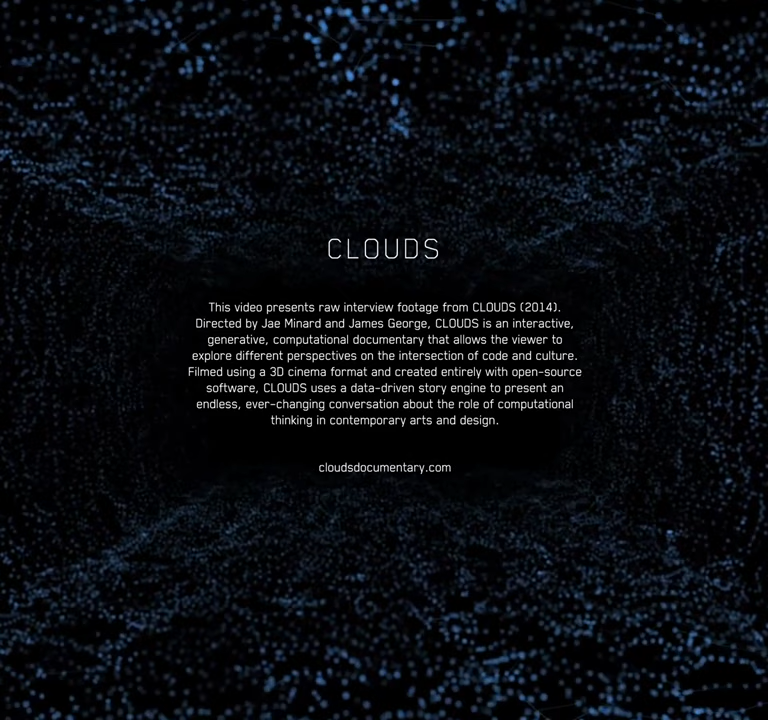 CLOUDS
This video presents raw interview footage from CLOUDS (2014).
Directed by Jae Minard and James George, CLOUDS is an interactive,
generative, computational documentary that allows the viewer to
explore different perspectives on the intersection of code and culture.
Filmed using a 3D cinema format and created entirely with open-source
software, CLOUDS uses a data-driven story engine to present an
endless, ever-changing conversation about the role of computational
thinking in contemporary arts and design.
cloudsdocumentary.com